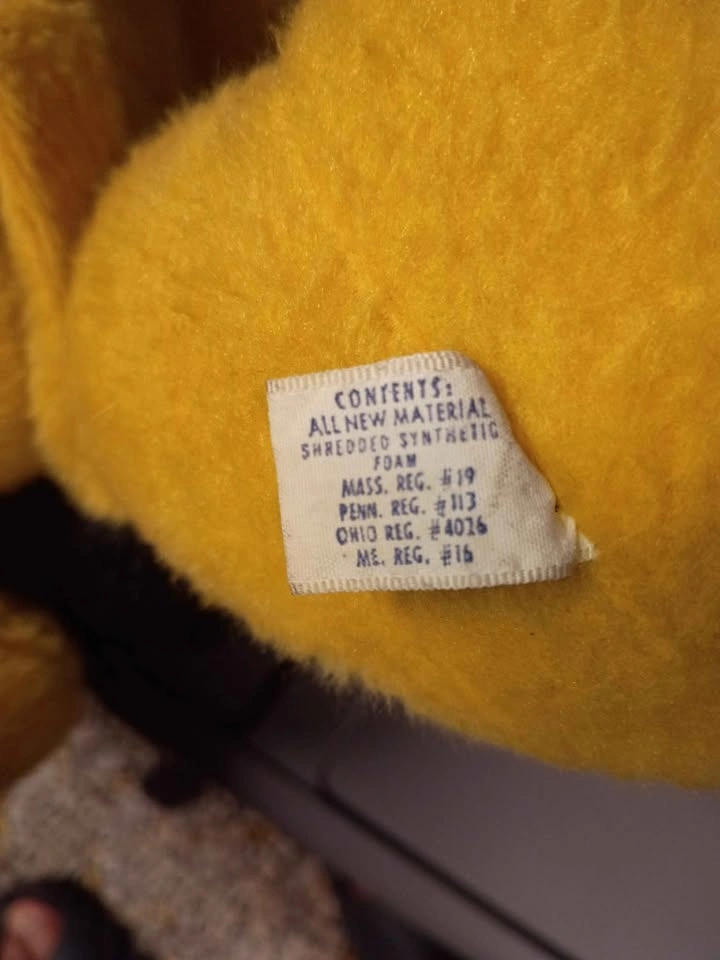 CONTENTS:
ALL NEW MATERIAL
SHREDDED SYNTHETIC
FOAM
MASS. REG. #19
PENN. REG. #113
OHIO REG. #4026
ME. REG. #16